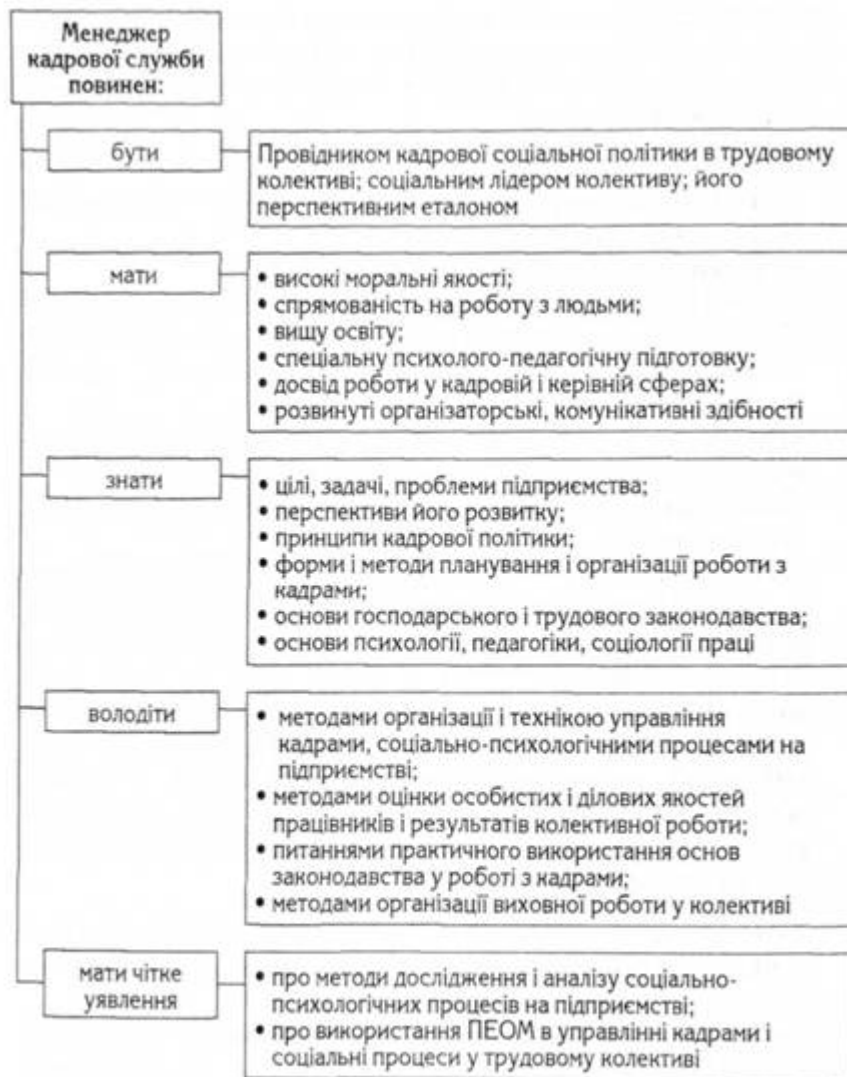 Менеджер
кадрової служби
повинен:
бути
Провідником кадрової соціальної політики в трудовому
колективі; соціальним лідером колективу; його
перспективним еталоном
мати
• високі моральні якості;
• спрямованість на роботу з людьми;
• вищу освіту;
• спеціальну психолого-педагогічну підготовку;
• досвід роботи у кадровій і керівній сферах;
• розвинуті організаторські, комунікативні здібності
знати
• цілі, задачі, проблеми підприємства;
• перспективи його розвитку;
• принципи кадрової політики;
• форми і методи планування і організації роботи з
кадрами;
• основи господарського і трудового законодавства;
• основи психології, педагогіки, соціології праці
володіти
• методами організації і технікою управління
кадрами, соціально-психологічними процесами на
підприємстві;
• методами оцінки особистих і ділових якостей
працівників і результатів колективної роботи;
• питаннями практичного використання основ
законодавства у роботі з кадрами;
• методами організації виховної роботи у колективі
мати чітке
уявлення
• про методи дослідження і аналізу соціально-
психологічних процесів на підприємстві;
• про використання ПЕОМ в управлінні кадрами і
соціальні процеси у трудовому колективі